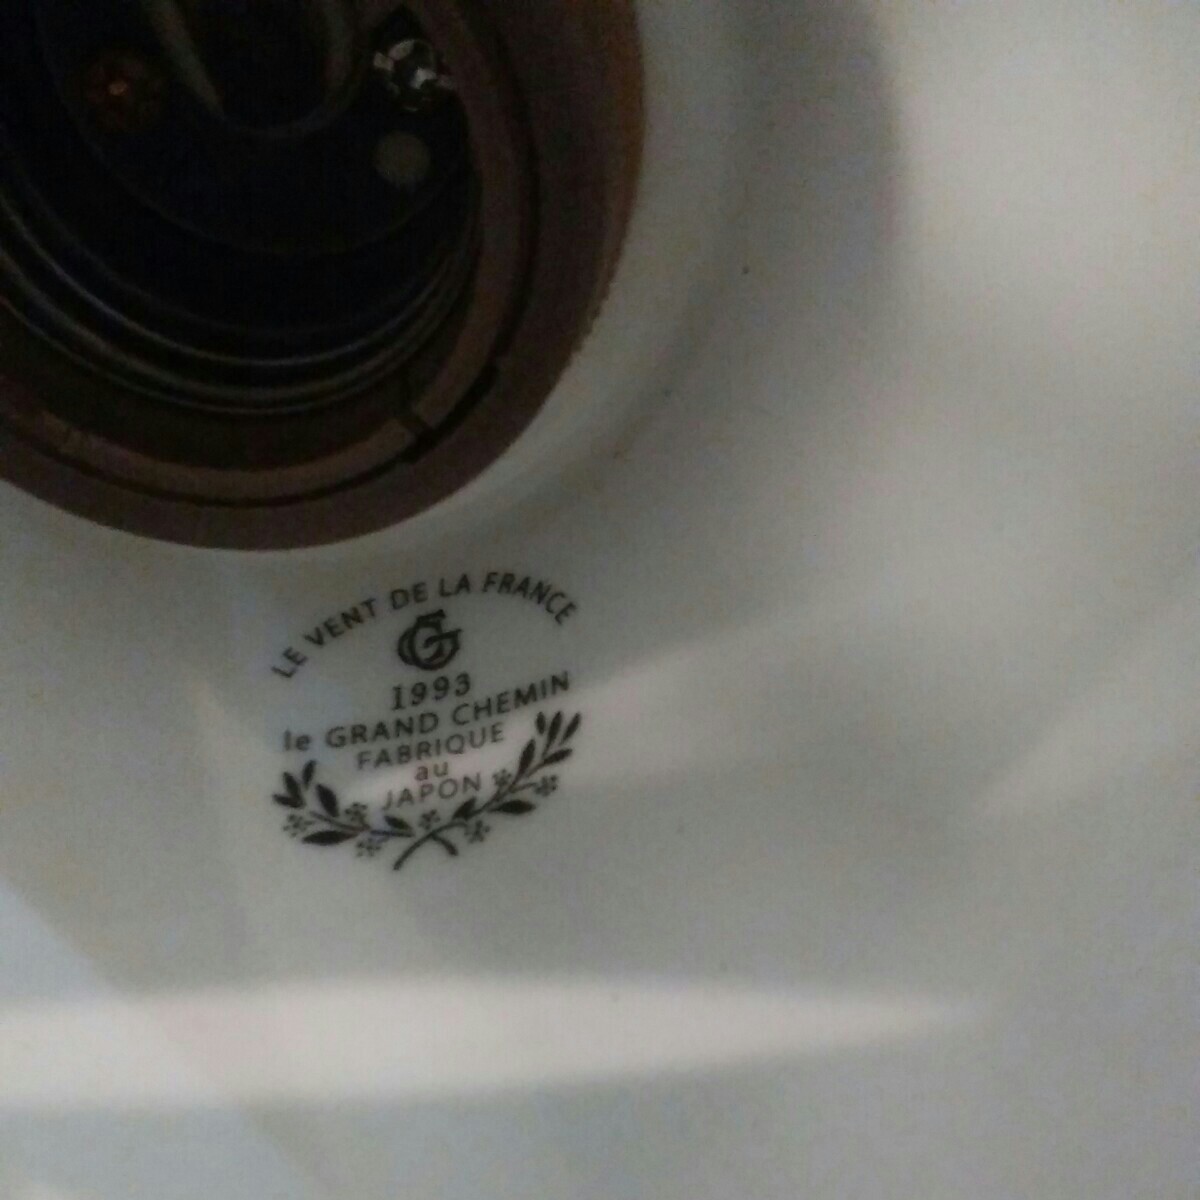 LE VENT DE LA FRANCE
G
1993
le GRAND CHEMIN
FABRIQUE
au
JAPON